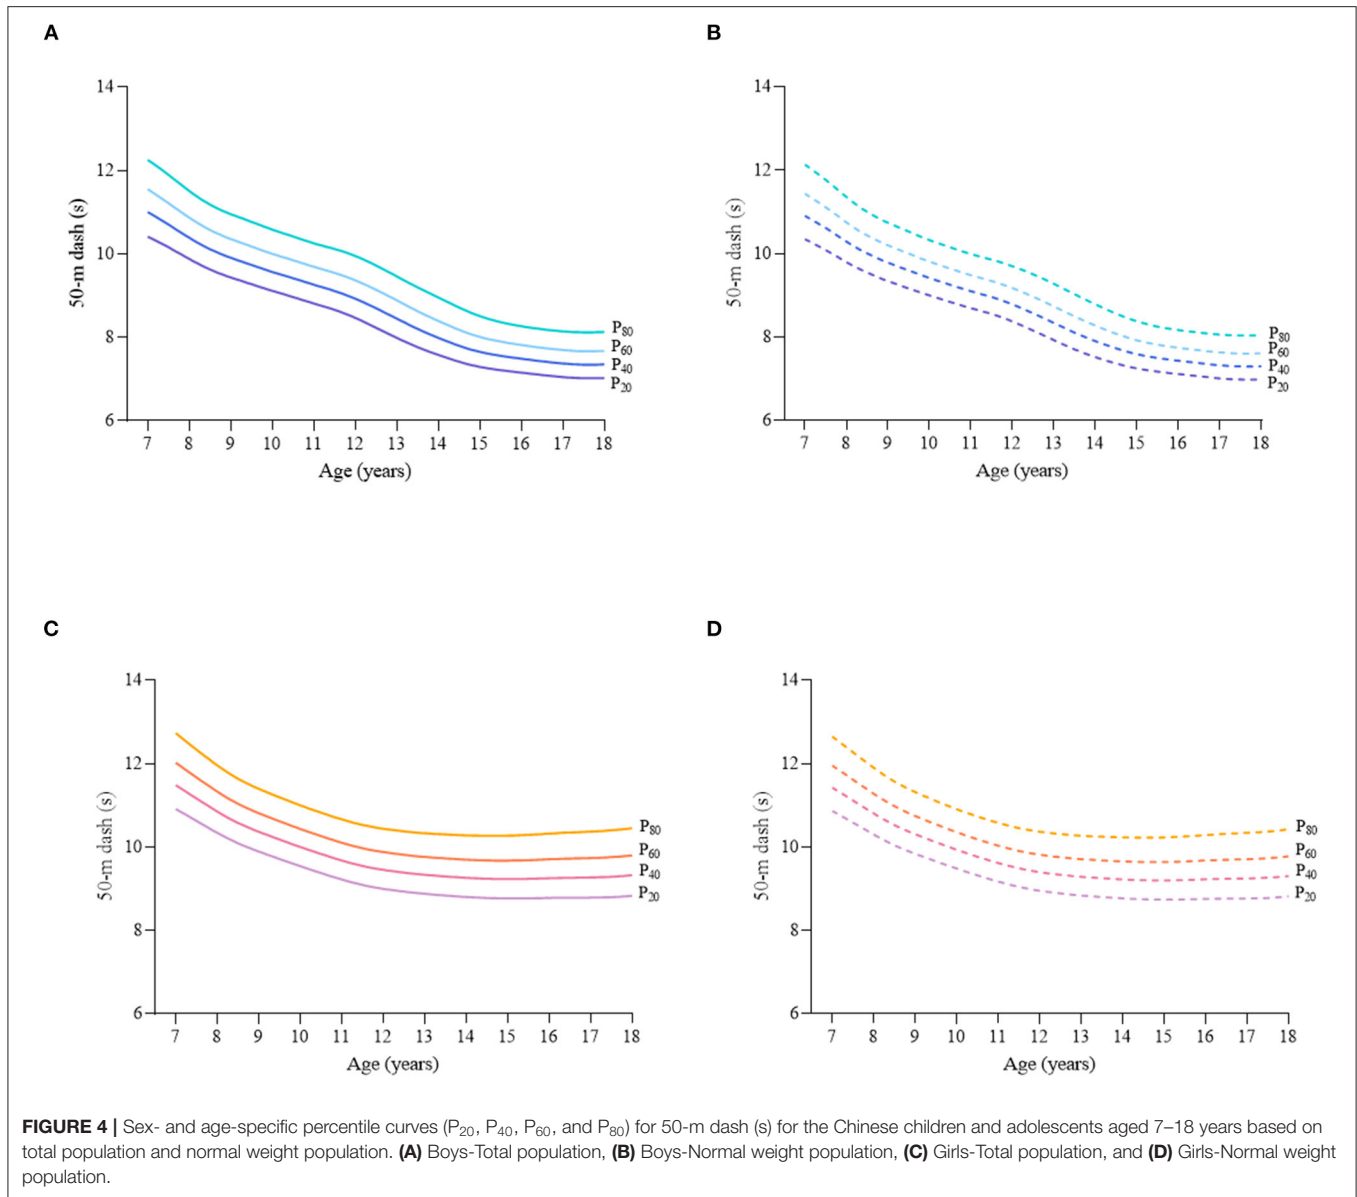 A
B
14
12
10
8
6
50-m dash (s)
P80
P60
P40
P20
7 8 9 10 11 12 13 14 15 16 17 18
Age (years)
14
12
10
8
6
50-m dash (s)
P80
P60
P40
P20
7 8 9 10 11 12 13 14 15 16 17 18
Age (years)
C
D
14
12
10
8
6
50-m dash (s)
P80
P60
P40
P20
7 8 9 10 11 12 13 14 15 16 17 18
Age (years)
14
12
10
8
6
50-m dash (s)
P80
P60
P40
P20
7 8 9 10 11 12 13 14 15 16 17 18
Age (years)
FIGURE 4 | Sex- and age-specific percentile curves (P20, P40, P60, and P80) for 50-m dash (s) for the Chinese children and adolescents aged 7–18 years based on
total population and normal weight population. (A) Boys-Total population, (B) Boys-Normal weight population, (C) Girls-Total population, and (D) Girls-Normal weight
population.